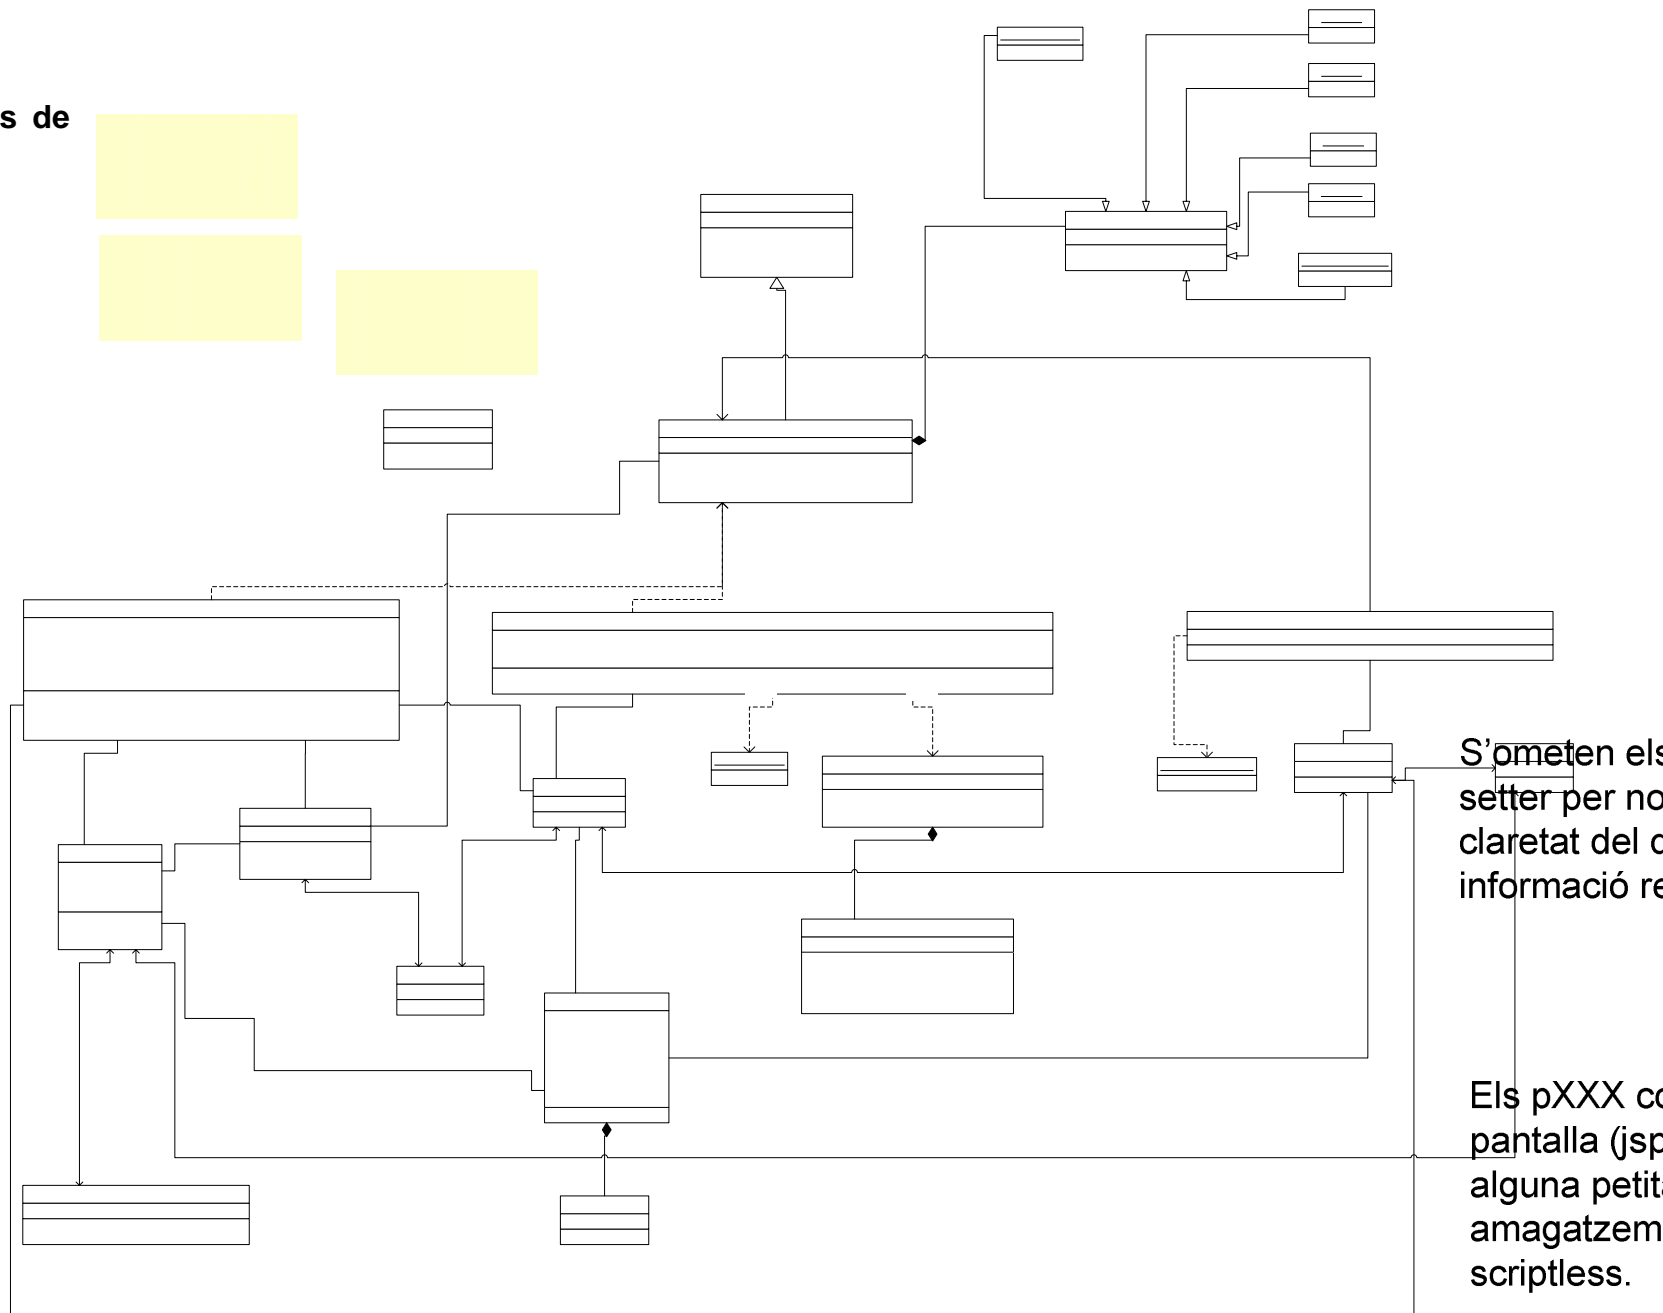 s de
S’ometen els
setter per no
claretat del d
informació re
Els pXXX co
pantalla (jsp
alguna petita
amagatzem
scriptless.